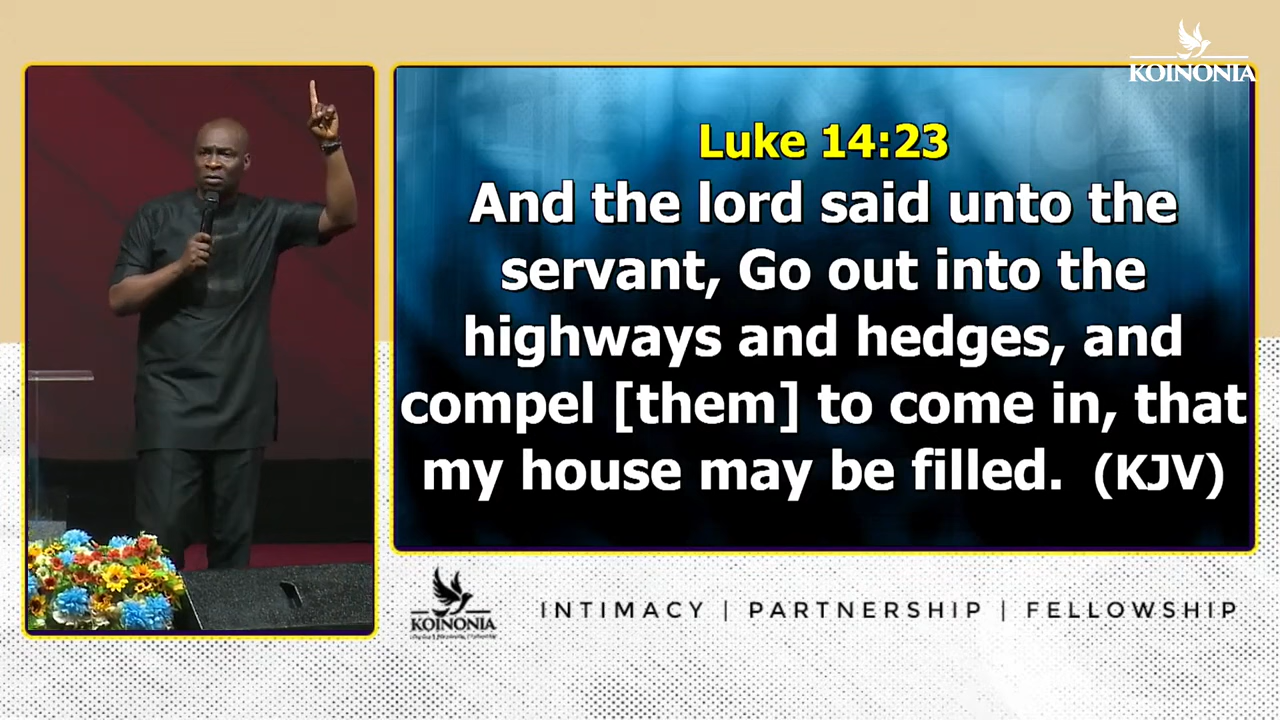 KOINONIA
Luke 14:23
And the lord said unto the
servant, Go out into the
highways and hedges, and
compel [them] to come in, that
my house may be filled. (KJV)
KOINONIA
INTIMACY | PARTNERSHIP | FELLOWSHIP